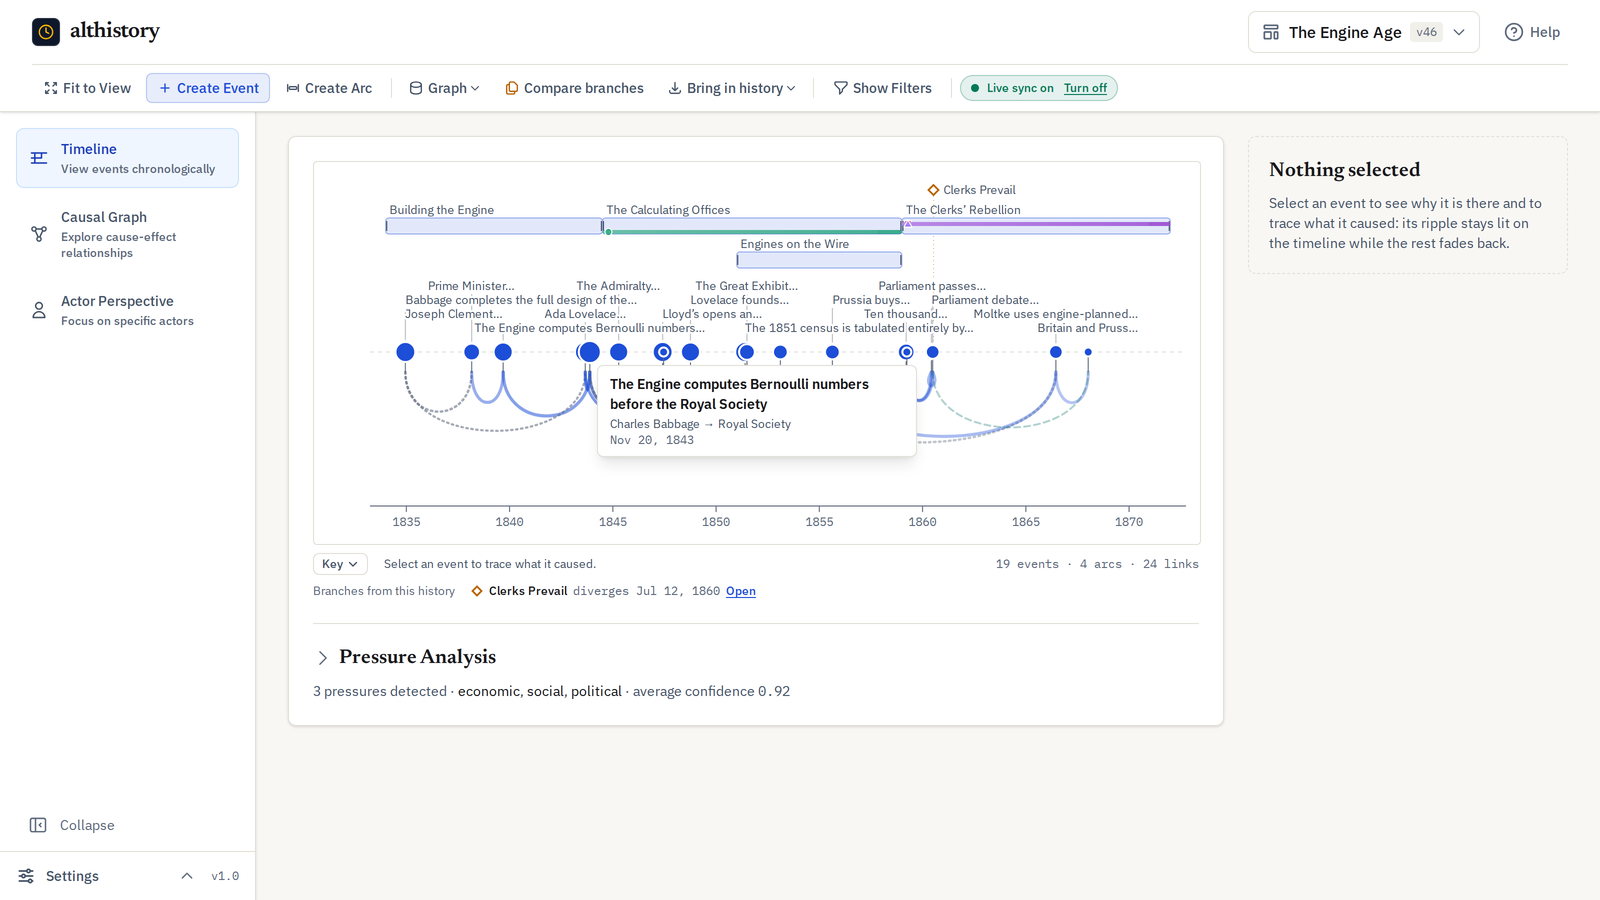 althistory
The Engine Age v46
Help
Fit to View
Create Event
Create Arc
Graph
Compare branches
Bring in history
Show Filters
Live sync on Turn off
Timeline
View events chronologically
Causal Graph
Explore cause-effect
relationships
Actor Perspective
Focus on specific actors
Collapse
Settings
v1.0
Clerks Prevail
Building the Engine
The Calculating Offices
The Clerks’ Rebellion
Engines on the Wire
Prime Minister...
The Admiralty...
The Great Exhibit...
Parliament passes...
Babbage completes the full design of the...
Lovelace founds...
Prussia buys...
Parliament debate...
Joseph Clement...
Ada Lovelace...
Lloyd’s opens an...
Ten thousand...
Moltke uses engine-planned...
The Engine computes Bernoulli numbers...
The 1851 census is tabulated entirely by...
Britain and Pruss...
The Engine computes Bernoulli numbers
before the Royal Society
Charles Babbage → Royal Society
Nov 20, 1843
1835 1840 1845 1850 1855 1860 1865 1870
Key
Select an event to trace what it caused.
19 events · 4 arcs · 24 links
Branches from this history
Clerks Prevail diverges Jul 12, 1860 Open
Pressure Analysis
3 pressures detected · economic, social, political · average confidence 0.92
Nothing selected
Select an event to see why it is there and to
trace what it caused: its ripple stays lit on
the timeline while the rest fades back.